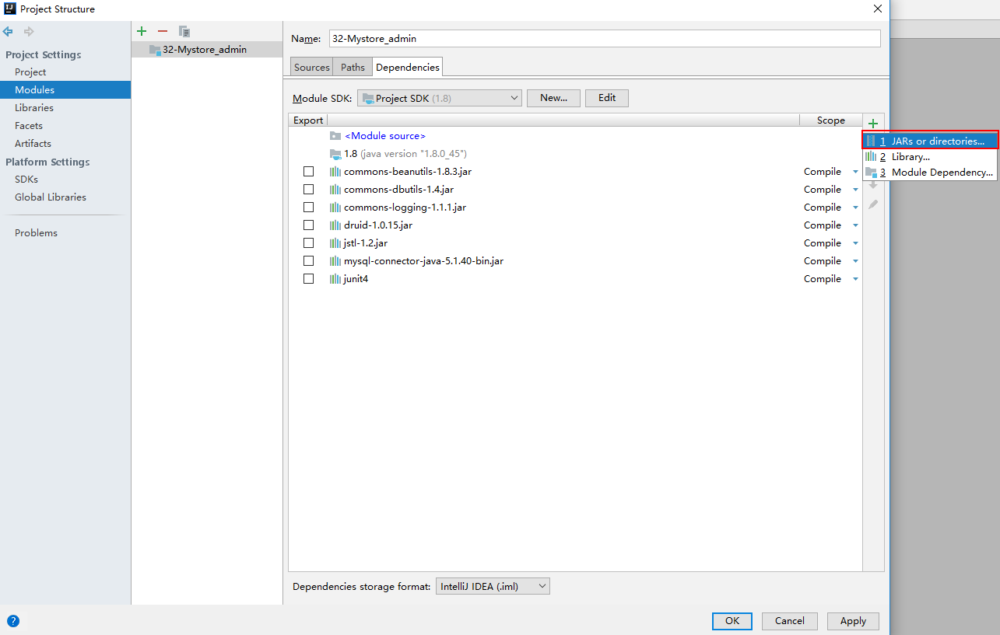 Project Structure
Project Settings
Project
Modules
Libraries
Facets
Artifacts
Platform Settings
SDKs
Global Libraries
Problems
32-Mystore_admin
Name: 32-Mystore_admin
Sources Paths Dependencies
Module SDK: Project SDK (1.8) New... Edit
Export Scope
<Module source>
1.8 (java version "1.8.0_45")
commons-beanutils-1.8.3.jar Compile
commons-dbutils-1.4.jar Compile
commons-logging-1.1.1.jar Compile
druid-1.0.15.jar Compile
jstl-1.2.jar Compile
mysql-connector-java-5.1.40-bin.jar Compile
junit4 Compile
1 JARs or directories...
2 Library...
3 Module Dependency...
Dependencies storage format: IntelliJ IDEA (.iml)
? OK Cancel Apply